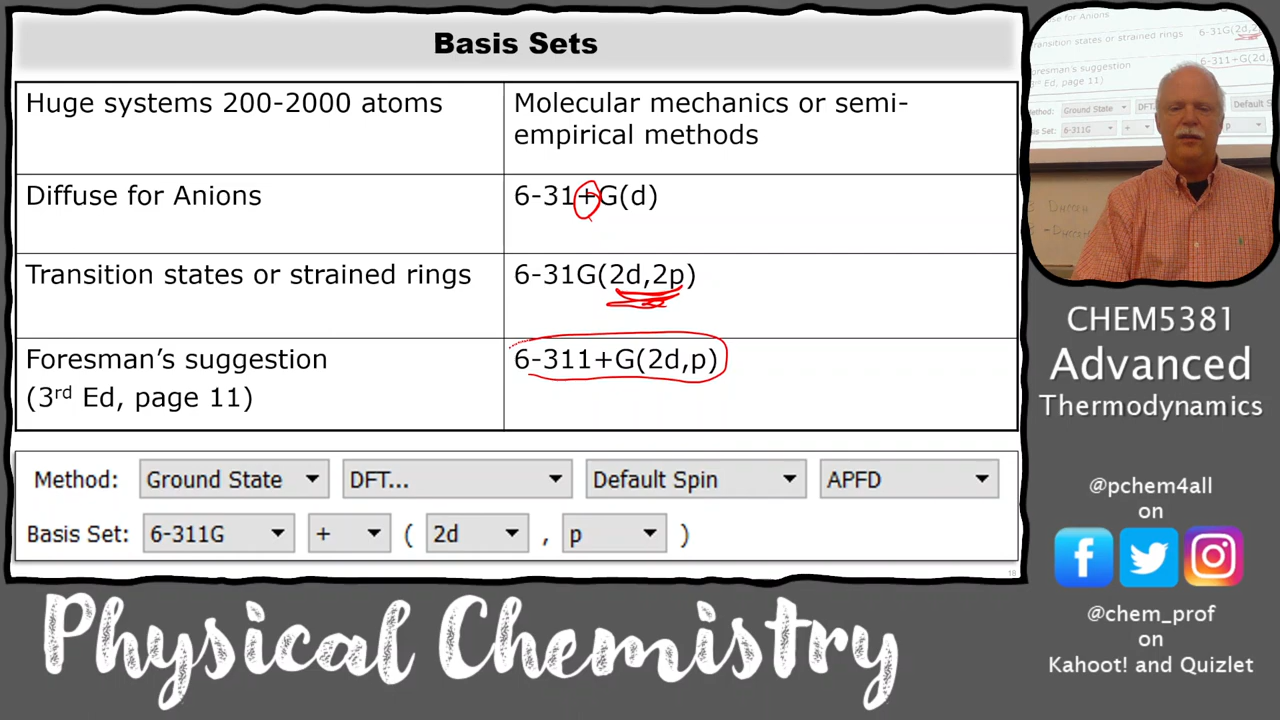 Basis Sets
Huge systems 200-2000 atoms
Molecular mechanics or semi-
empirical methods
Diffuse for Anions
6-31+G(d)
Transition states or strained rings
6-31G(2d,2p)
Foresman's suggestion
(3rd Ed, page 11)
6-311+G(2d,p)
Method: Ground State DFT... Default Spin APFD
Basis Set: 6-311G + ( 2d , p )
18
CHEM5381
Advanced
Thermodynamics
@pchem4all
on
@chem_prof
on
Kahoot! and Quizlet
Physical Chemistry